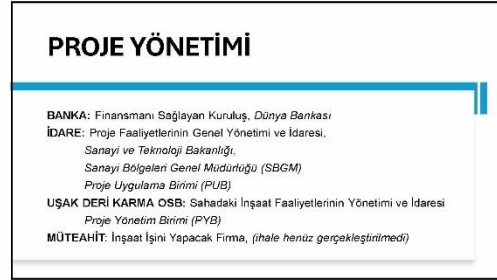 PROJE YÖNETİMİ
BANKA: Finansmanı Sağlayan Kuruluş, Dünya Bankası
İDARE: Proje Faaliyetlerinin Genel Yönetimi ve İdaresi,
Sanayi ve Teknoloji Bakanlığı,
Sanayi Bölgeleri Genel Müdürlüğü (SBGM)
Proje Uygulama Birimi (PUB)
UŞAK DERİ KARMA OSB: Sahadaki İnşaat Faaliyetlerinin Yönetimi ve İdaresi
Proje Yönetim Birimi (PYB)
MÜTEAHİT: İnşaat İşini Yapacak Firma, (ihale henüz gerçekleştirilmedi)